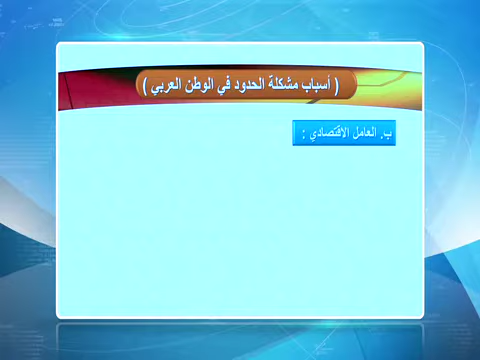 ( أسباب مشكلة الحدود في الوطن العربي )
ب. العامل الاقتصادي :